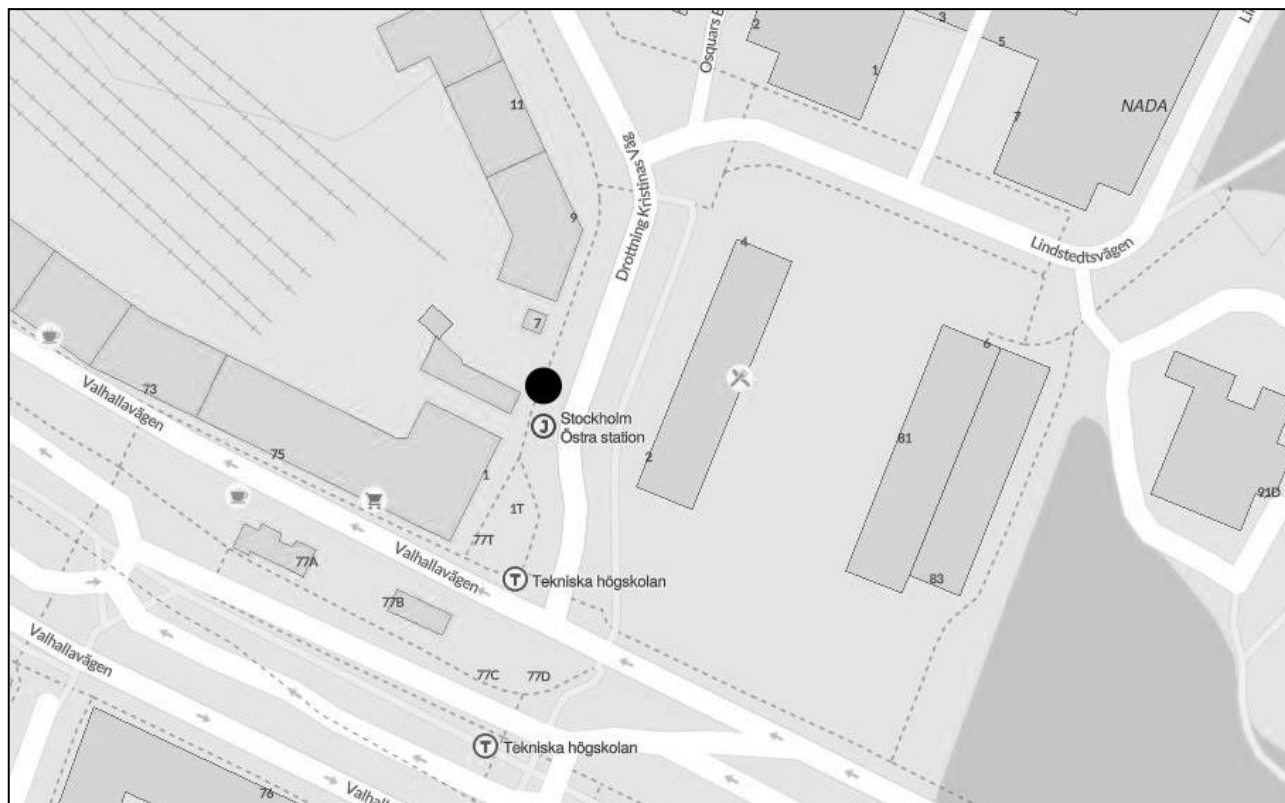 2
3
5
Osquars B
1
11
7
NADA
Drottning Kristinas Väg
9
4
Lindstedtsvägen
7
6
73
Valhallavägen
J
Stockholm
Östra station
81
75
2
1
91D
1T
77T
Valhallavägen
77A
T Tekniska högskolan
83
77B
Valhallavägen
77C
77D
T Tekniska högskolan
76
Valha